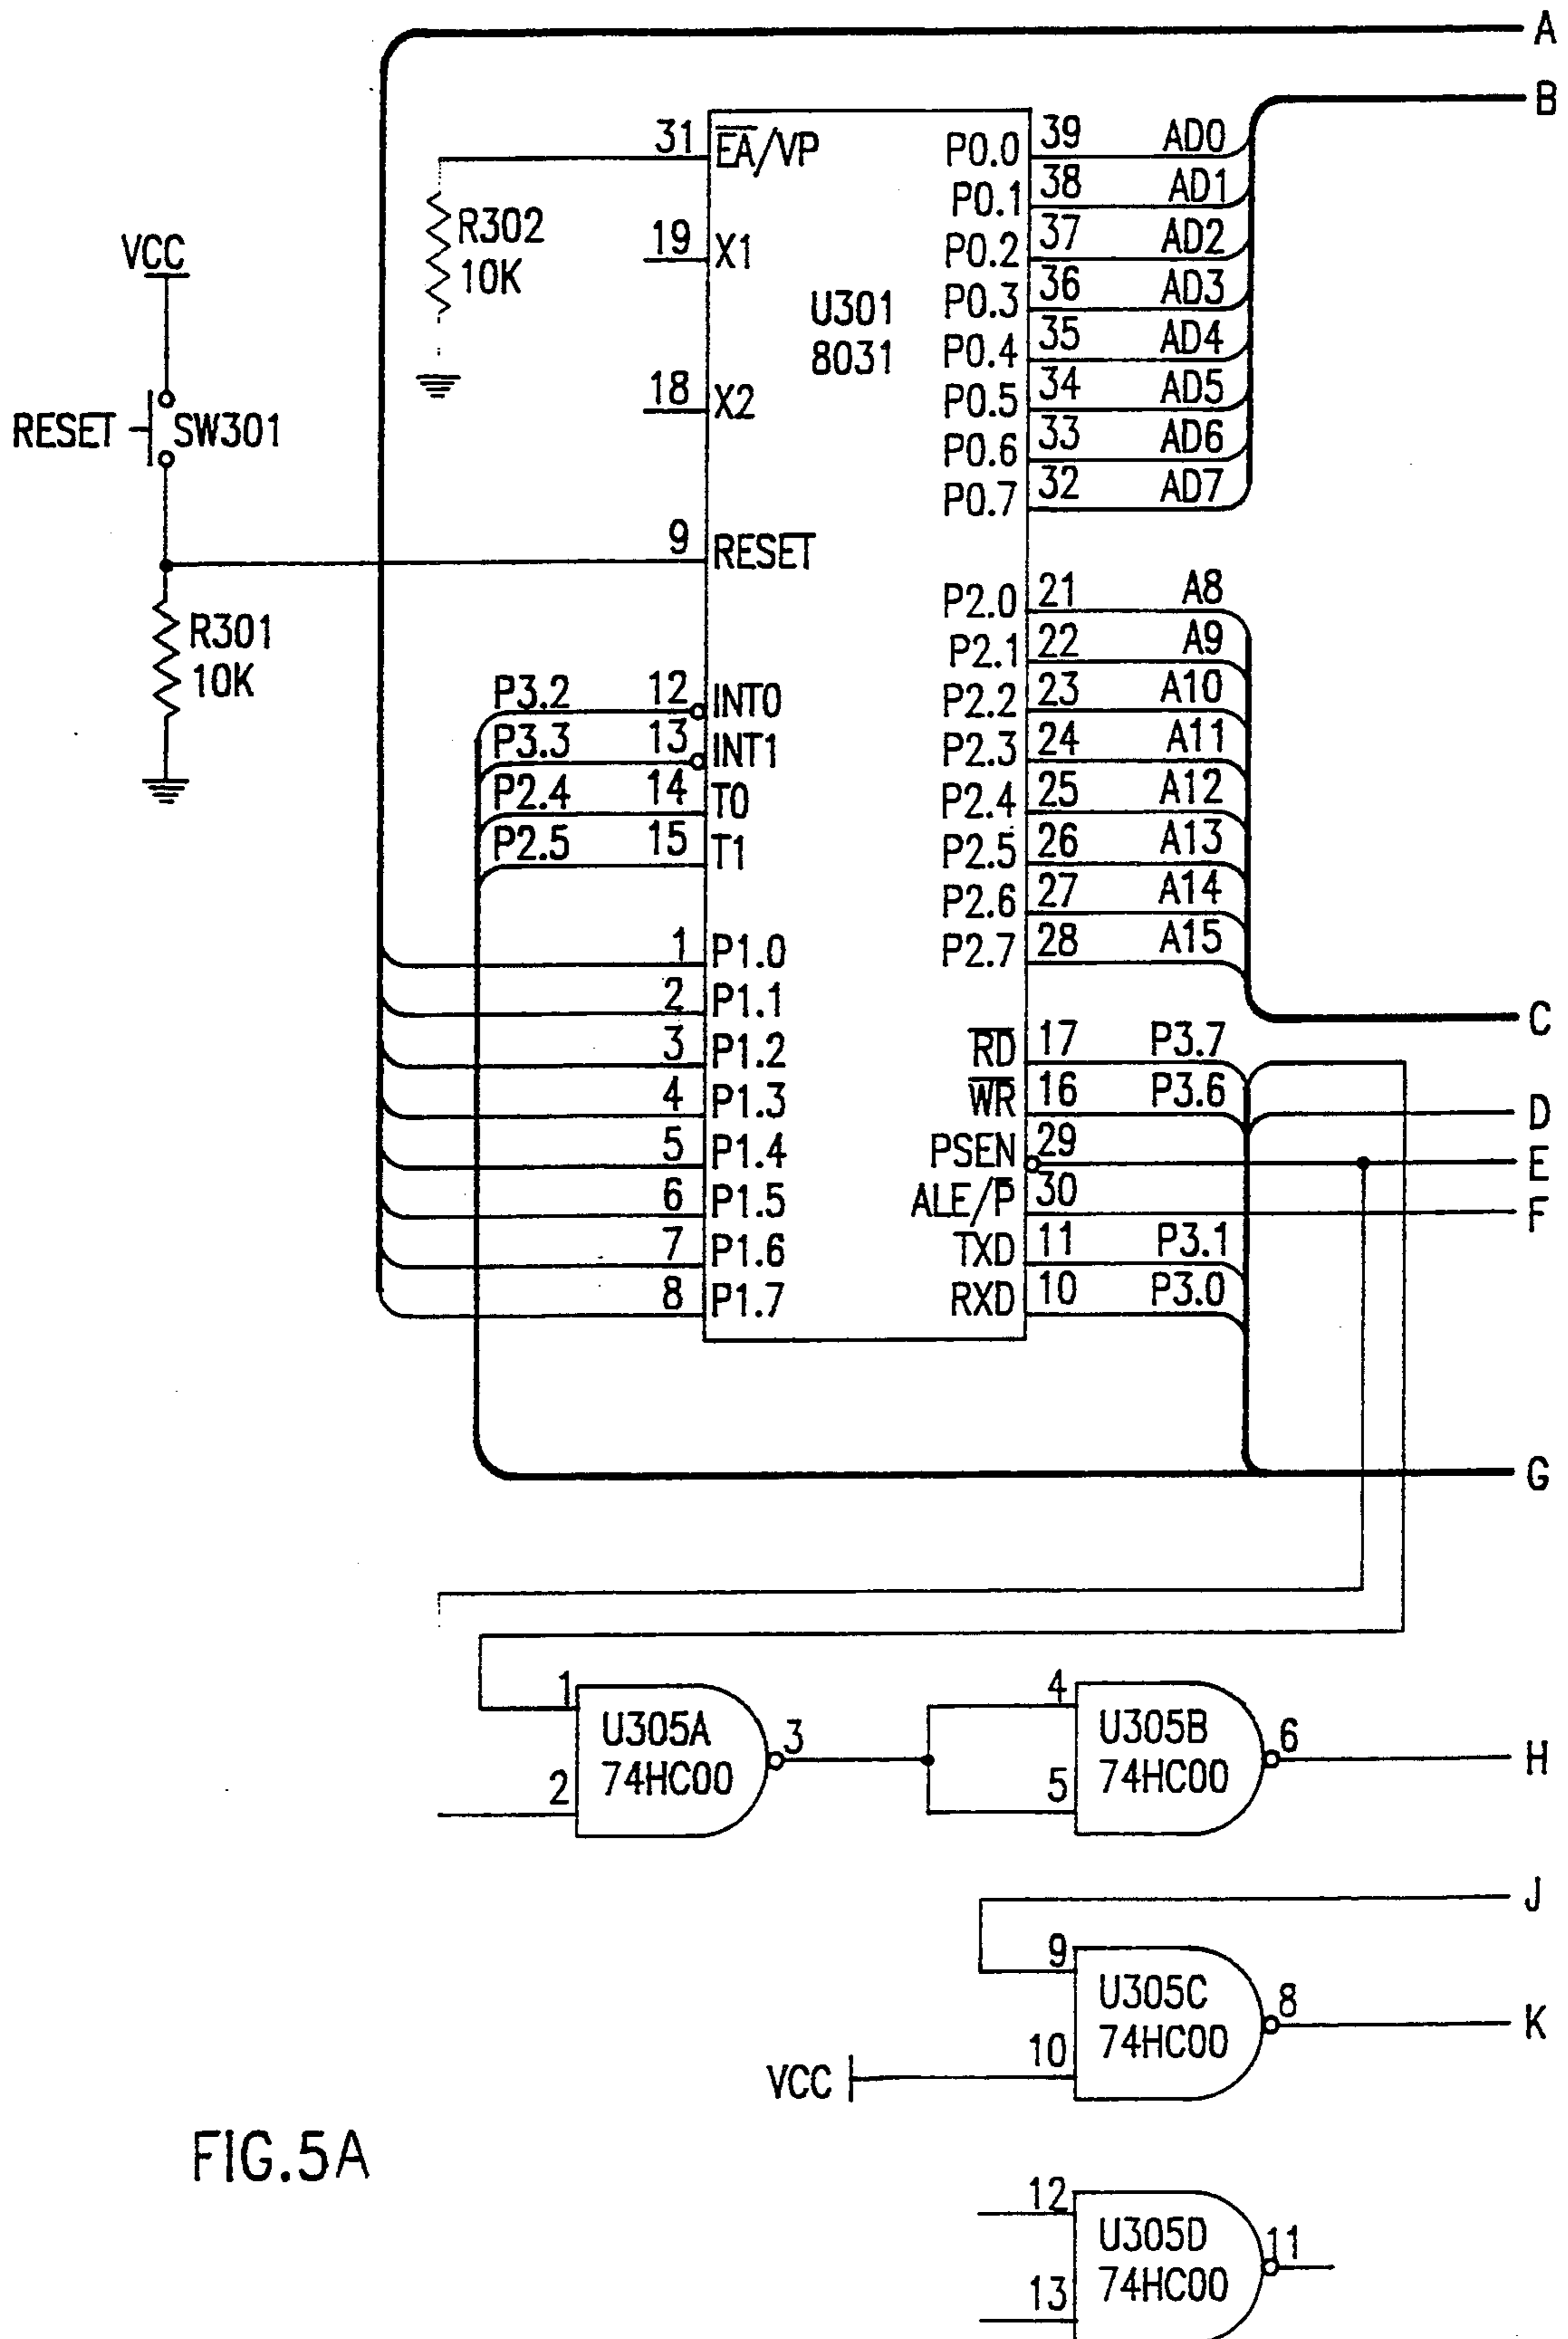 A
B
31 EA/VP
P0.0 39 AD0
P0.1 38 AD1
R302
10K
19 X1
P0.2 37 AD2
VCC
P0.3 36 AD3
U301
8031
P0.4 35 AD4
18 X2
P0.5 34 AD5
RESET SW301
P0.6 33 AD6
P0.7 32 AD7
9 RESET
P2.0 21 A8
R301
10K
P2.1 22 A9
P3.2 12 INT0
P2.2 23 A10
P3.3 13 INT1
P2.3 24 A11
P2.4 14 T0
P2.4 25 A12
P2.5 15 T1
P2.5 26 A13
P2.6 27 A14
1 P1.0
P2.7 28 A15
2 P1.1
C
3 P1.2
RD 17 P3.7
4 P1.3
WR 16 P3.6
D
5 P1.4
PSEN 29
E
6 P1.5
ALE/P 30
F
7 P1.6
TXD 11 P3.1
8 P1.7
RXD 10 P3.0
G
1
2
U305A
74HC00
3
4
5
U305B
74HC00
6
H
J
9
10
U305C
74HC00
8
K
VCC
FIG.5A
12
13
U305D
74HC00
11